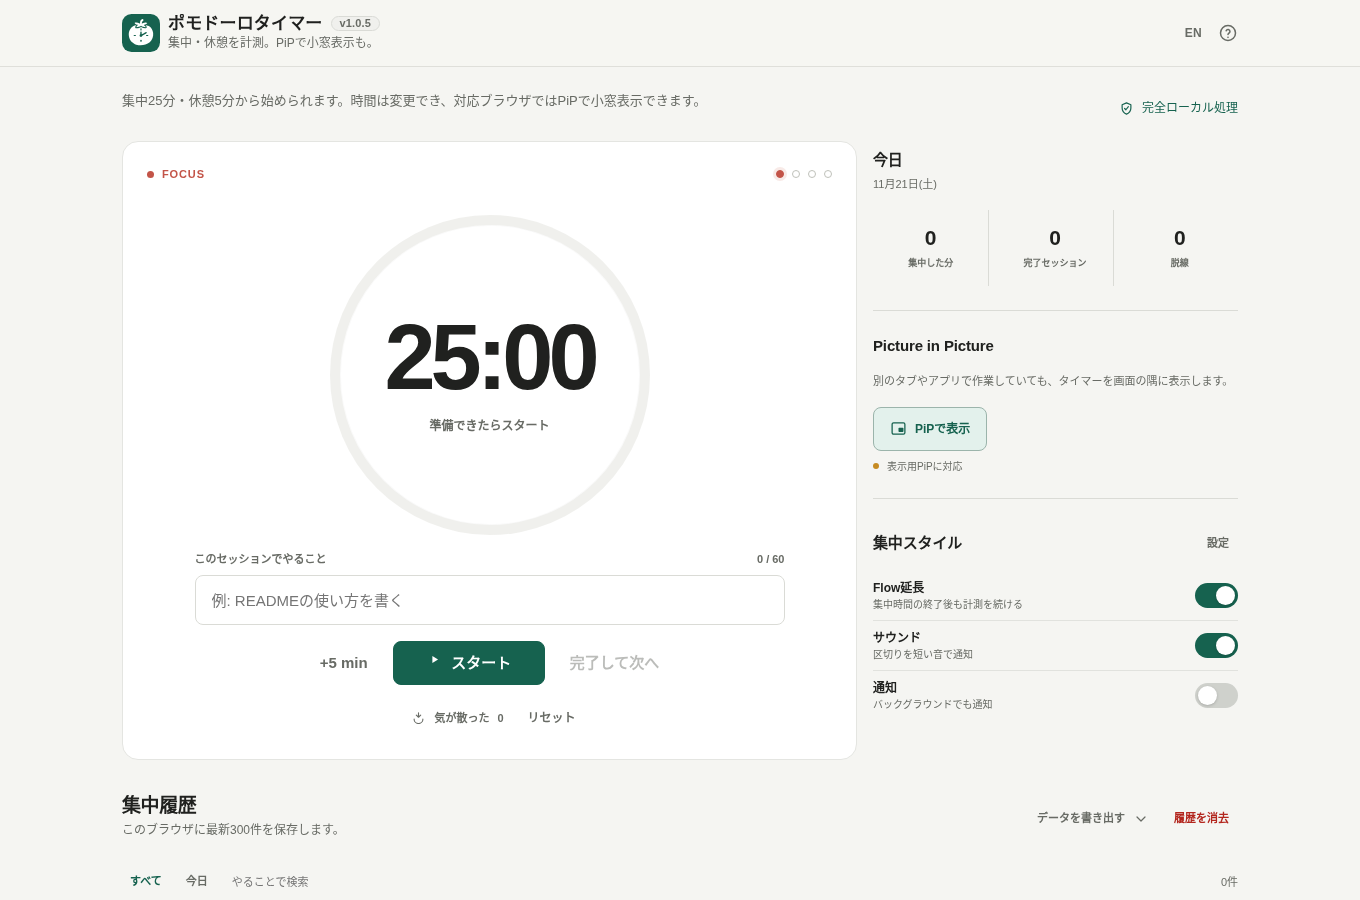 ポモドーロタイマー v1.0.5
集中・休憩を計測。PiPで小窓表示も。
EN
集中25分・休憩5分から始められます。時間は変更でき、対応ブラウザではPiPで小窓表示できます。
完全ローカル処理
FOCUS
25:00
準備できたらスタート
このセッションでやること
0 / 60
例: READMEの使い方を書く
+5 min
スタート
完了して次へ
気が散った 0
リセット
今日
11月21日(土)
0
集中した分
0
完了セッション
0
脱線
Picture in Picture
別のタブやアプリで作業していても、タイマーを画面の隅に表示します。
PiPで表示
表示用PiPに対応
集中スタイル
設定
Flow延長
集中時間の終了後も計測を続ける
サウンド
区切りを短い音で通知
通知
バックグラウンドでも通知
集中履歴
このブラウザに最新300件を保存します。
データを書き出す
履歴を消去
すべて
今日
やることで検索
0件